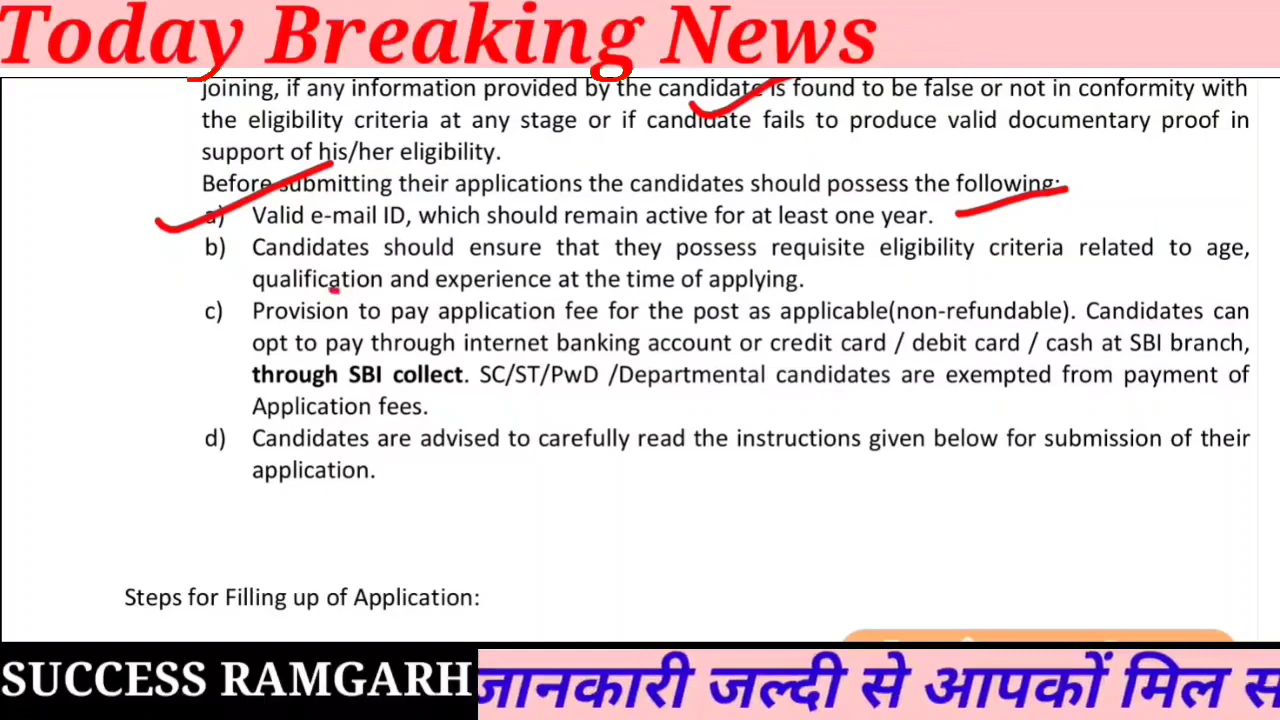 Today Breaking News
joining, if any information provided by the candidate is found to be false or not in conformity with
the eligibility criteria at any stage or if candidate fails to produce valid documentary proof in
support of his/her eligibility.
Before submitting their applications the candidates should possess the following:
a) Valid e-mail ID, which should remain active for at least one year.
b) Candidates should ensure that they possess requisite eligibility criteria related to age,
qualification and experience at the time of applying.
c) Provision to pay application fee for the post as applicable(non-refundable). Candidates can
opt to pay through internet banking account or credit card / debit card / cash at SBI branch,
through SBI collect. SC/ST/PwD /Departmental candidates are exempted from payment of
Application fees.
d) Candidates are advised to carefully read the instructions given below for submission of their
application.
Steps for Filling up of Application:
SUCCESS RAMGARH जानकारी जल्दी से आपकों मिल स